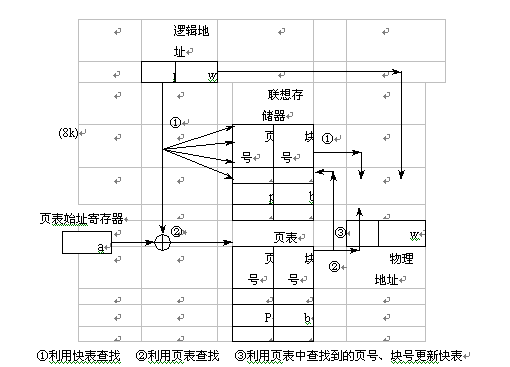 逻辑地
址
w
联想存
储器
(8k)
①
页 块
号 号
①
p b
页表始址寄存器
②
a
页表
③
w
页 块
号 号
②
物理
地址
P b
①利用快表查找 ②利用页表查找 ③利用页表中查找到的页号、块号更新快表